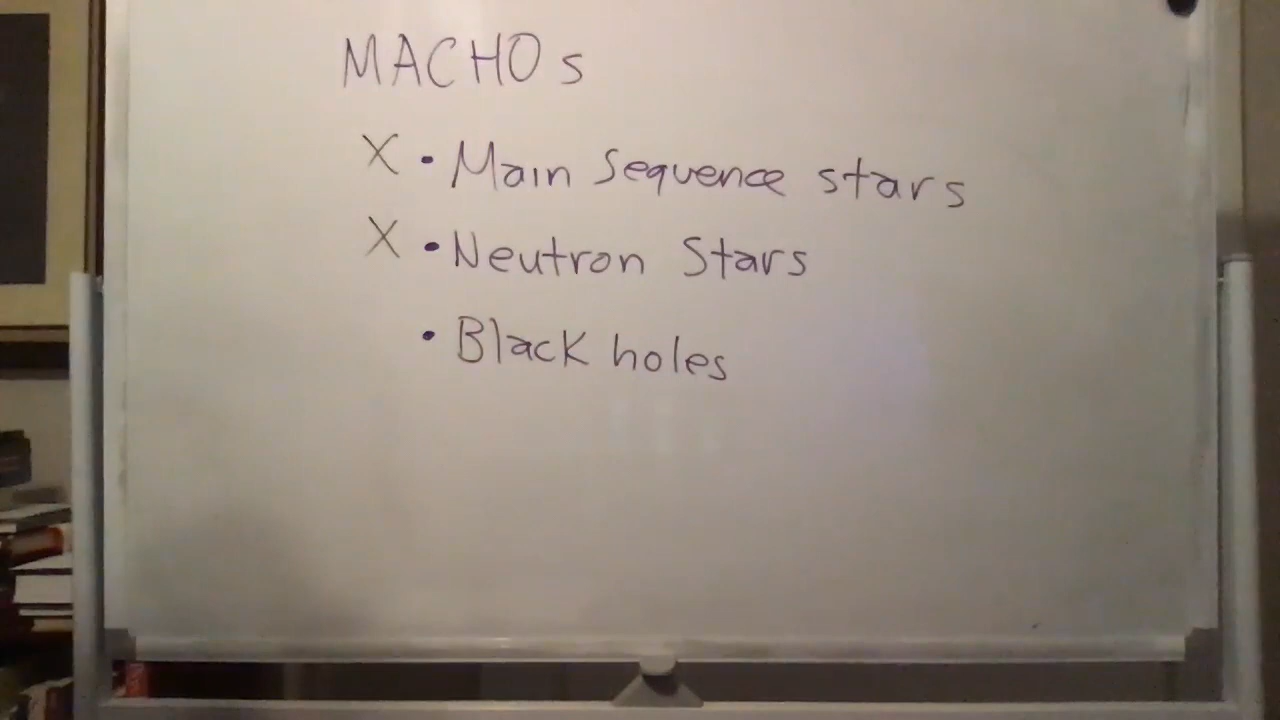 MACHOs
X • Main Sequence stars
X • Neutron Stars
• Black holes